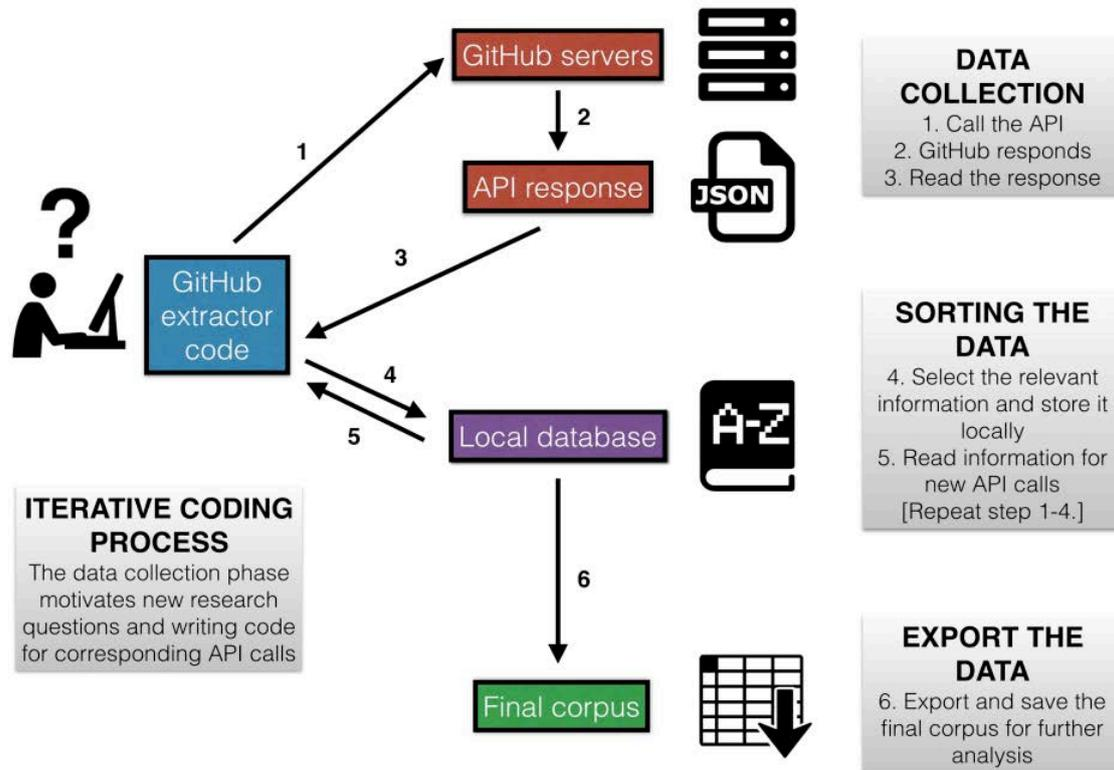 GitHub servers
2
1
API response
JSON
DATA
COLLECTION
1. Call the API
2. GitHub responds
3. Read the response
?
GitHub
extractor
code
3
4
5
Local database
A-Z
SORTING THE
DATA
4. Select the relevant
information and store it
locally
5. Read information for
new API calls
[Repeat step 1-4.]
ITERATIVE CODING
PROCESS
The data collection phase
motivates new research
questions and writing code
for corresponding API calls
6
Final corpus
EXPORT THE
DATA
6. Export and save the
final corpus for further
analysis